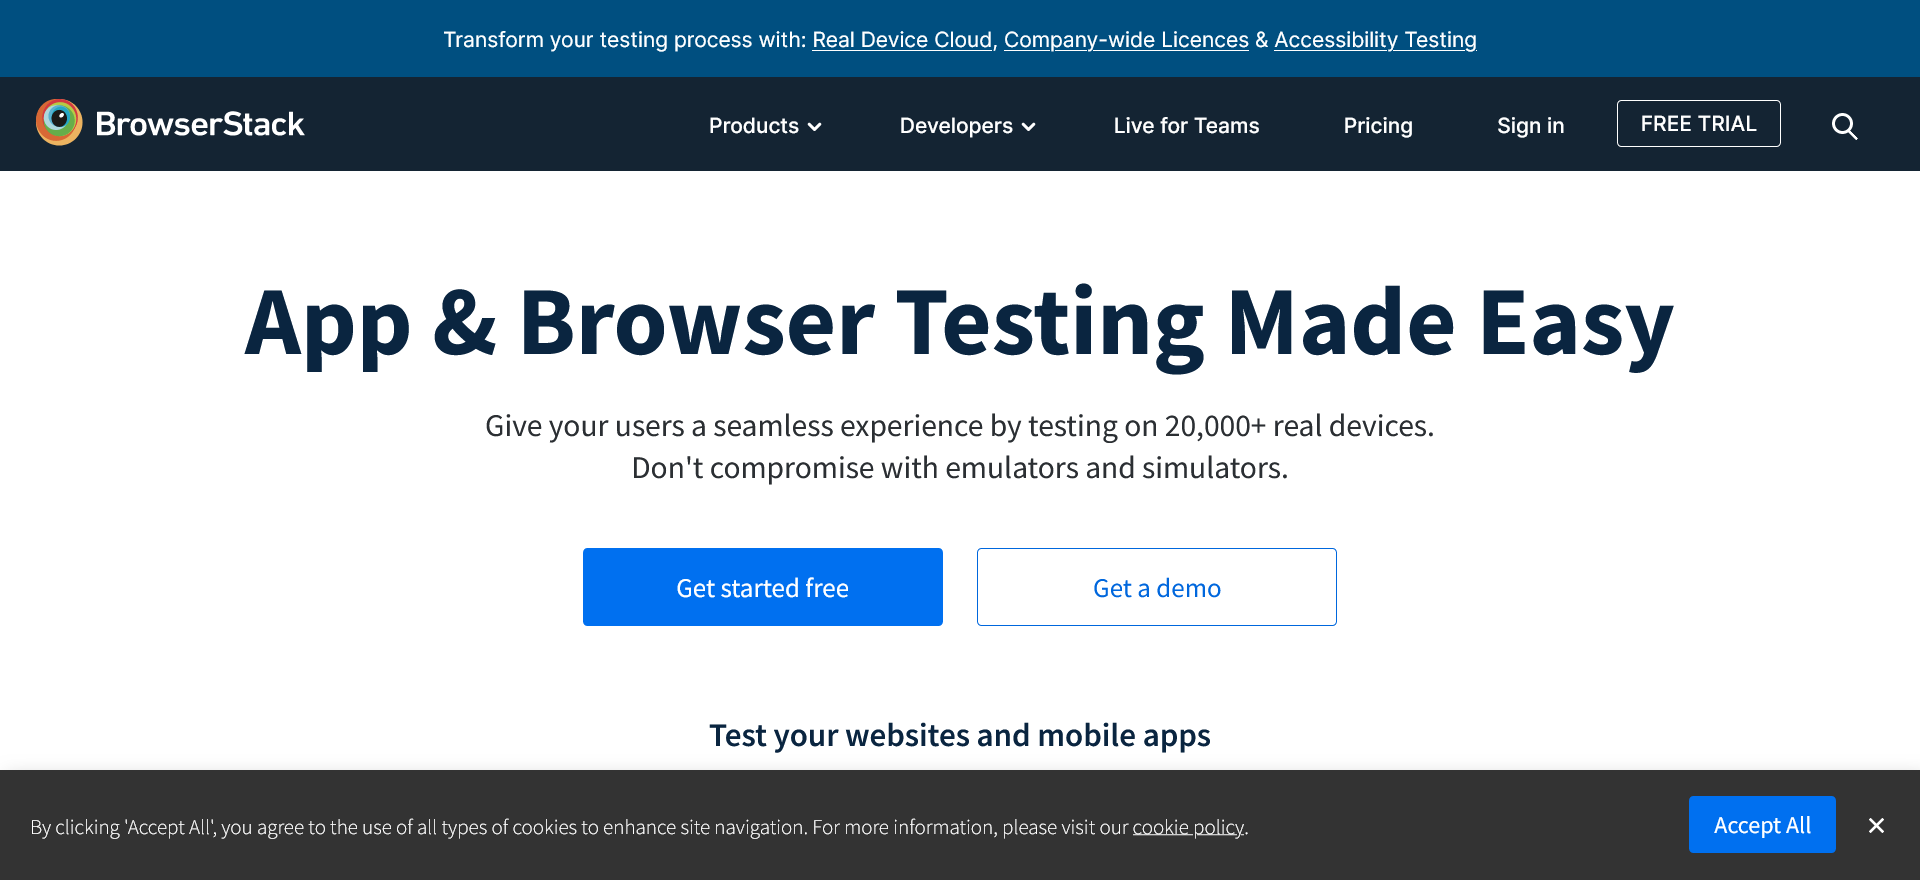 Transform your testing process with: Real Device Cloud, Company-wide Licences & Accessibility Testing
BrowserStack Products Developers Live for Teams Pricing Sign in FREE TRIAL
App & Browser Testing Made Easy
Give your users a seamless experience by testing on 20,000+ real devices.
Don't compromise with emulators and simulators.
Get started free Get a demo
Test your websites and mobile apps
By clicking 'Accept All', you agree to the use of all types of cookies to enhance site navigation. For more information, please visit our cookie policy. Accept All